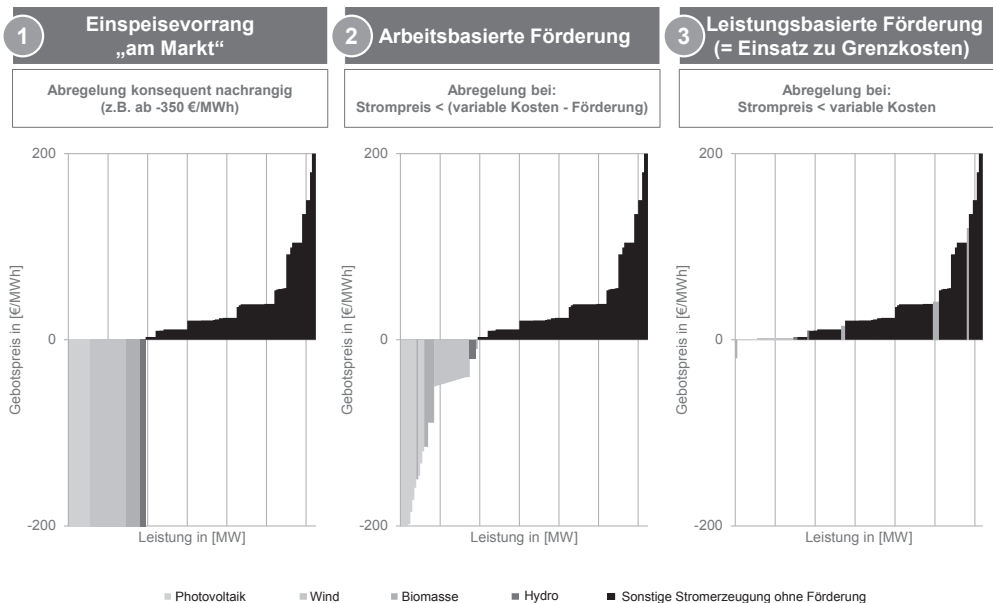 1
Einspeisevorrang
„am Markt“
Abregelung konsequent nachrangig
(z.B. ab -350 €/MWh)
200
0
-200
Gebotspreis in [€/MWh]
Leistung in [MW]
2
Arbeitsbasierte Förderung
Abregelung bei:
Strompreis < (variable Kosten - Förderung)
200
0
-200
Gebotspreis in [€/MWh]
Leistung in [MW]
3
Leistungsbasierte Förderung
(= Einsatz zu Grenzkosten)
Abregelung bei:
Strompreis < variable Kosten
200
0
-200
Gebotspreis in [€/MWh]
Leistung in [MW]
Photovoltaik Wind Biomasse Hydro Sonstige Stromerzeugung ohne Förderung